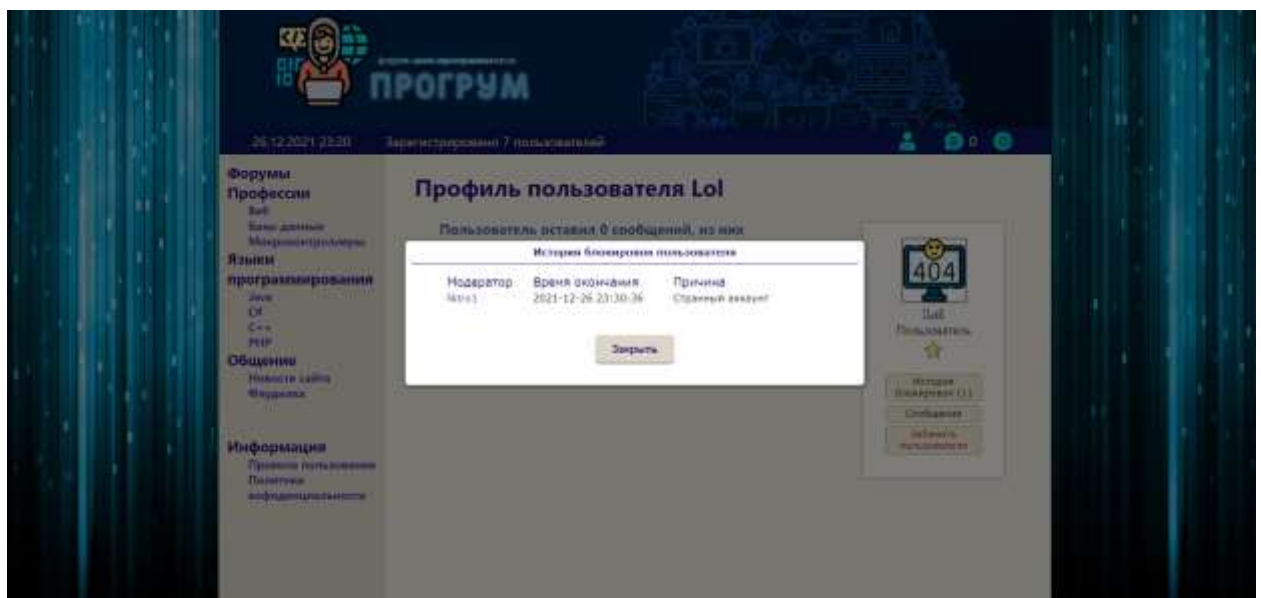 ПРОГРУМ
26.12.2021 23:20
Зарегистрировано 7 пользователей
0
Форумы
Профессии
Веб
Базы данных
Микроконтроллеры
Языки
программирования
Java
C#
C++
PHP
Общение
Новости сайта
Флудилка
Информация
Правила пользования
Политика
Профиль пользователя Lol
Пользователь оставил 0 сообщений, из них
История блокировок пользователя
Модератор Время окончания Причина
2021-12-26 23:30:36 Странный аккаунт
Закрыть
404
Lol
Пользователь
История
блокировок (1)
Сообщения
Забанить
пользователя